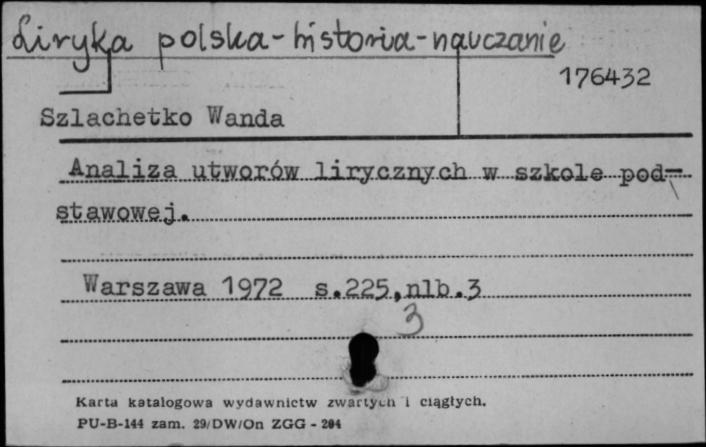 Liryka polska-historia-nauczanie
176432
Szlachetko Wanda
Analiza utworów lirycznych w szkole pod-
stawowej.
Warszawa 1972 s.225,nlb.3
3
Karta katalogowa wydawnictw zwartych i ciągłych.
PU-B-144 zam. 29/DW/On ZGG - 204